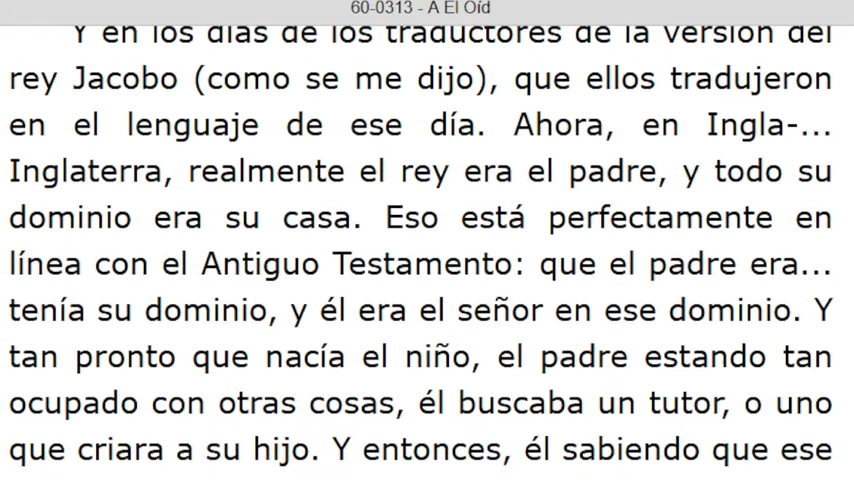 60-0313 - A El Oíd
Y en los días de los traductores de la versión del
rey Jacobo (como se me dijo), que ellos tradujeron
en el lenguaje de ese día. Ahora, en Ingla-...
Inglaterra, realmente el rey era el padre, y todo su
dominio era su casa. Eso está perfectamente en
línea con el Antiguo Testamento: que el padre era...
tenía su dominio, y él era el señor en ese dominio. Y
tan pronto que nacía el niño, el padre estando tan
ocupado con otras cosas, él buscaba un tutor, o uno
que criara a su hijo. Y entonces, él sabiendo que ese